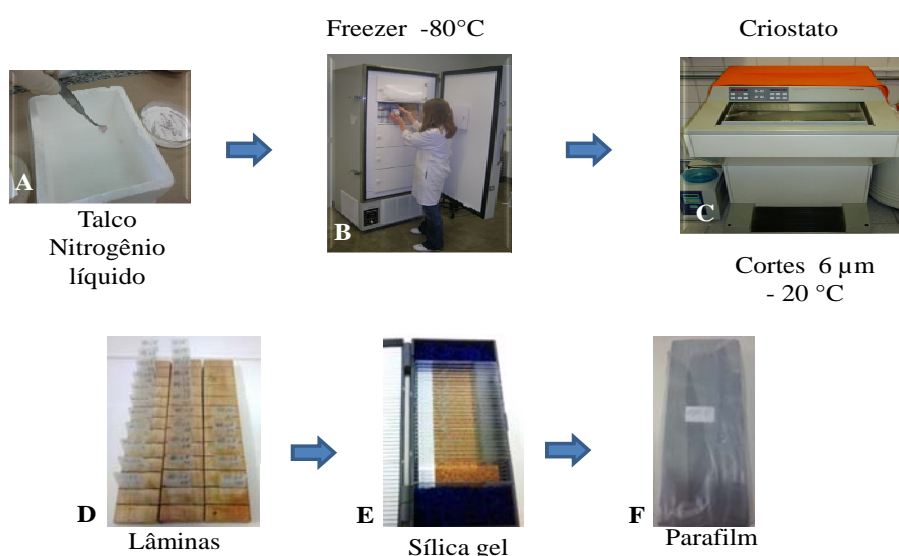 Freezer -80°C
Criostato
A
B
C
Talco
Nitrogênio
líquido
Cortes 6 µm
- 20 °C
D
E
F
Lâminas
Sílica gel
Parafilm